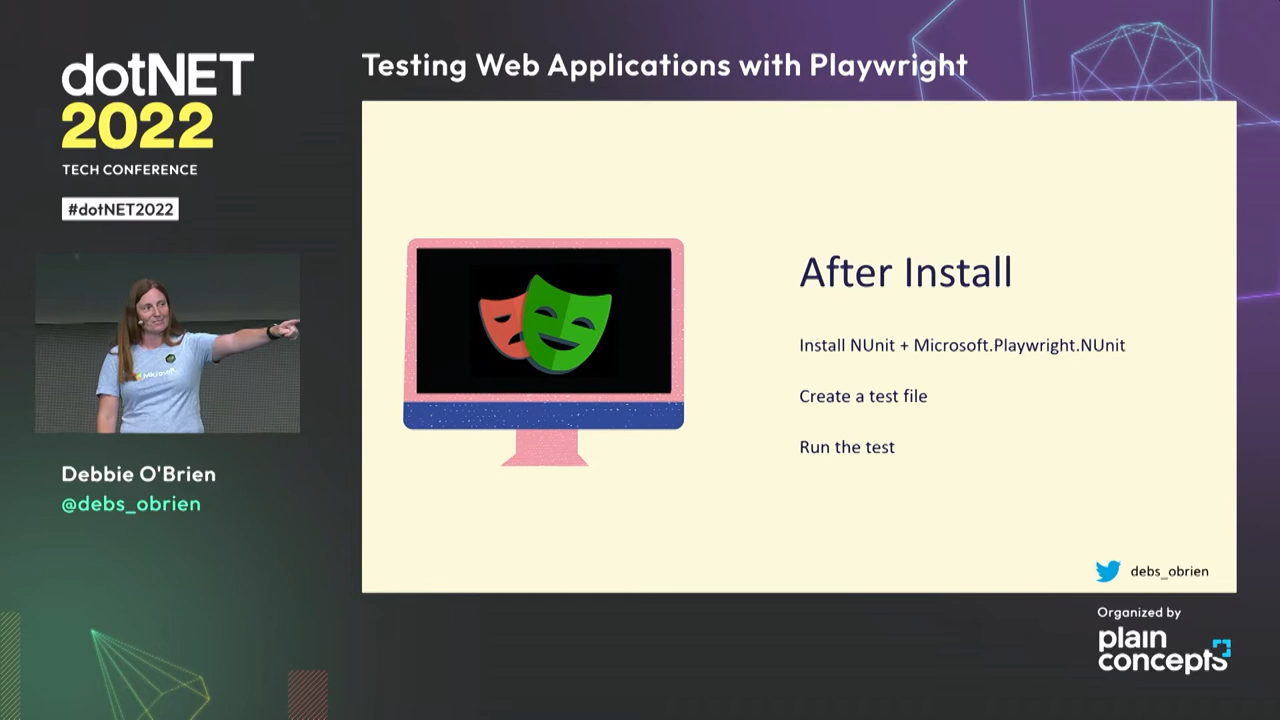 dotNET
2022
TECH CONFERENCE
#dotNET2022
Debbie O'Brien
@debs_obrien
Testing Web Applications with Playwright
After Install
Install NUnit + Microsoft.Playwright.NUnit
Create a test file
Run the test
debs_obrien
Organized by
plain
concepts
Microsoft